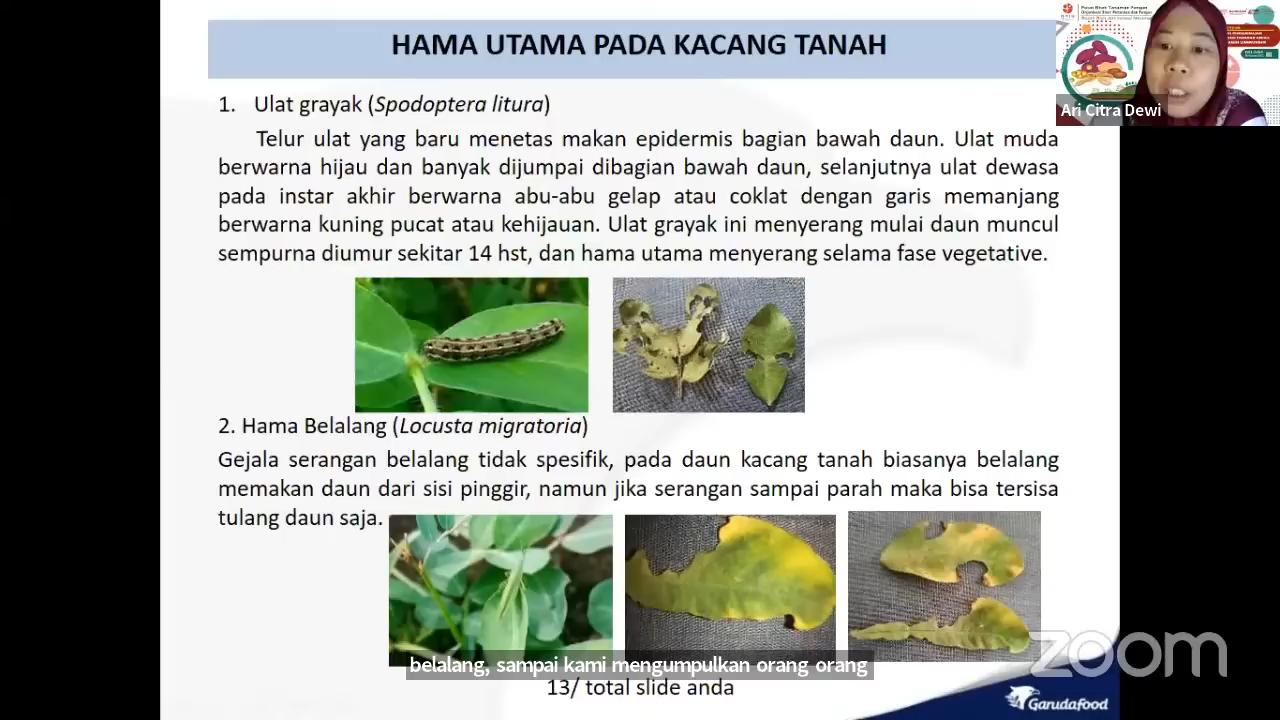 HAMA UTAMA PADA KACANG TANAH
1. Ulat grayak (Spodoptera litura)
Telur ulat yang baru menetas makan epidermis bagian bawah daun. Ulat muda
berwarna hijau dan banyak dijumpai dibagian bawah daun, selanjutnya ulat dewasa
pada instar akhir berwarna abu-abu gelap atau coklat dengan garis memanjang
berwarna kuning pucat atau kehijauan. Ulat grayak ini menyerang mulai daun muncul
sempurna diumur sekitar 14 hst, dan hama utama menyerang selama fase vegetative.
2. Hama Belalang (Locusta migratoria)
Gejala serangan belalang tidak spesifik, pada daun kacang tanah biasanya belalang
memakan daun dari sisi pinggir, namun jika serangan sampai parah maka bisa tersisa
tulang daun saja.
belalang, sampai kami mengumpulkan orang orang
13/ total slide anda
Garudafood
zoom
Pusat Riset Tanaman Pangan
Ari Citra Dewi